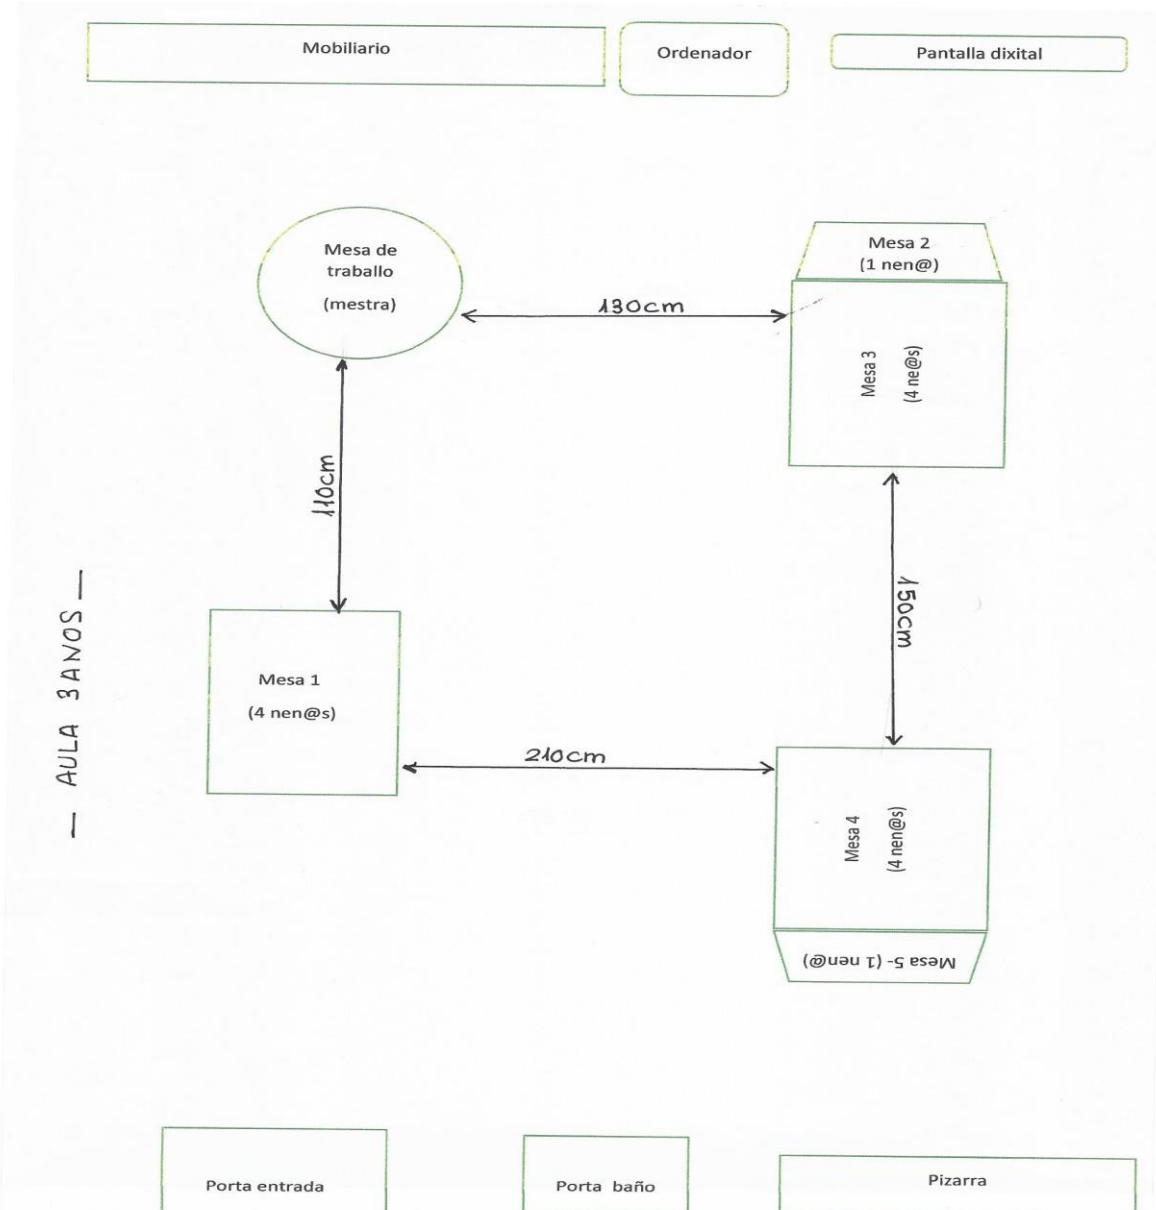 Mobiliario
Ordenador
Pantalla dixital
Mesa de
traballo
(mestra)
130cm
Mesa 2
(1 nen@)
Mesa 3
(4 ne@s)
110cm
150cm
— AULA 3ANOS —
Mesa 1
(4 nen@s)
210cm
Mesa 4
(4 nen@s)
Mesa 5- (1 nen@)
Porta entrada
Porta baño
Pizarra